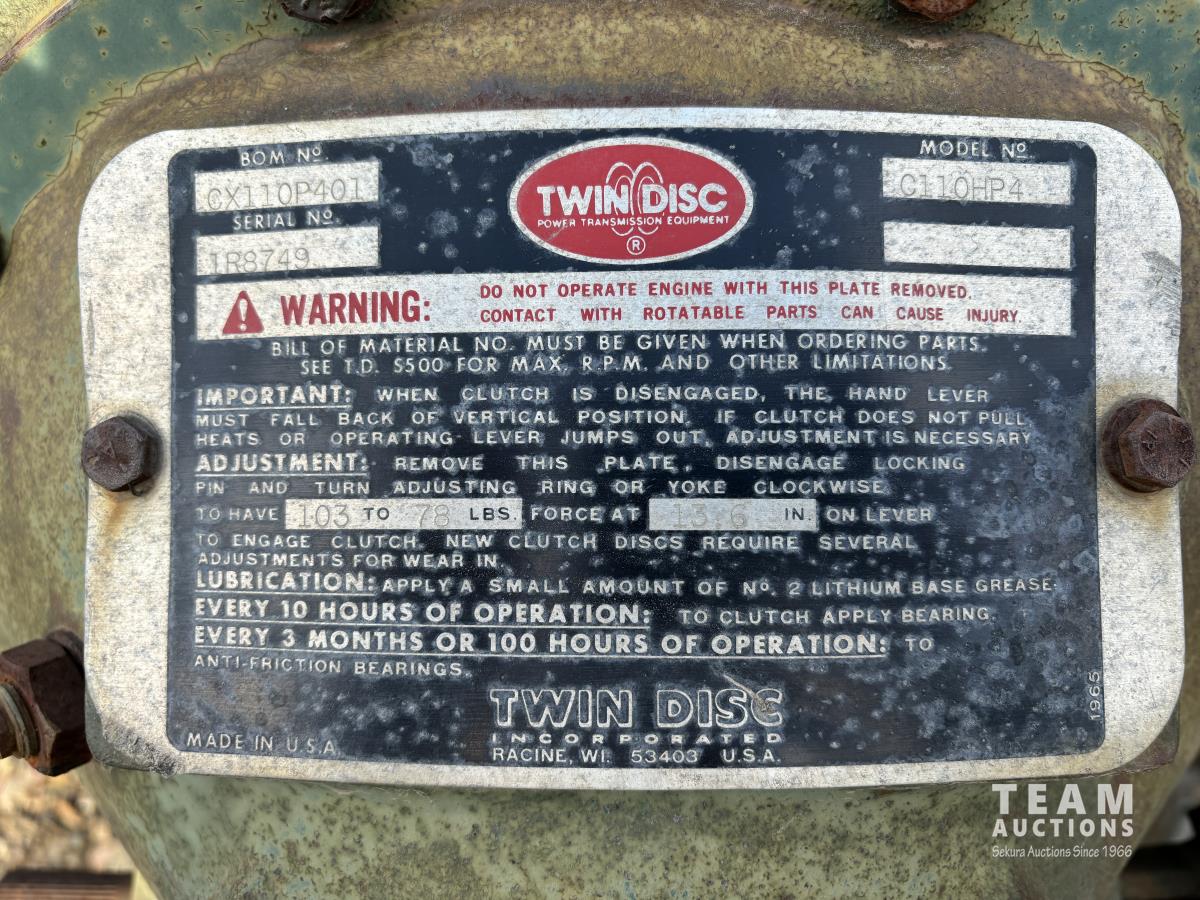 BOM Nº
CX110P401
SERIAL Nº
1R8749
TWIN DISC
POWER TRANSMISSION EQUIPMENT
®
MODEL Nº
C110HP4
WARNING: DO NOT OPERATE ENGINE WITH THIS PLATE REMOVED.
CONTACT WITH ROTATABLE PARTS CAN CAUSE INJURY.
BILL OF MATERIAL NO. MUST BE GIVEN WHEN ORDERING PARTS.
SEE T.D. S500 FOR MAX. R.P.M. AND OTHER LIMITATIONS.
IMPORTANT: WHEN CLUTCH IS DISENGAGED, THE HAND LEVER
MUST FALL BACK OF VERTICAL POSITION. IF CLUTCH DOES NOT PULL
HEATS OR OPERATING LEVER JUMPS OUT, ADJUSTMENT IS NECESSARY
ADJUSTMENT: REMOVE THIS PLATE, DISENGAGE LOCKING
PIN AND TURN ADJUSTING RING OR YOKE CLOCKWISE
TO HAVE 103 TO 78 LBS. FORCE AT 13.6 IN. ON LEVER
TO ENGAGE CLUTCH. NEW CLUTCH DISCS REQUIRE SEVERAL
ADJUSTMENTS FOR WEAR IN.
LUBRICATION: APPLY A SMALL AMOUNT OF Nº. 2 LITHIUM BASE GREASE.
EVERY 10 HOURS OF OPERATION: TO CLUTCH APPLY BEARING.
EVERY 3 MONTHS OR 100 HOURS OF OPERATION: TO
ANTI-FRICTION BEARINGS.
TWIN DISC
INCORPORATED
RACINE, WI. 53403 U.S.A.
MADE IN U.S.A.
1965
TEAM
AUCTIONS
Sekura Auctions Since 1966